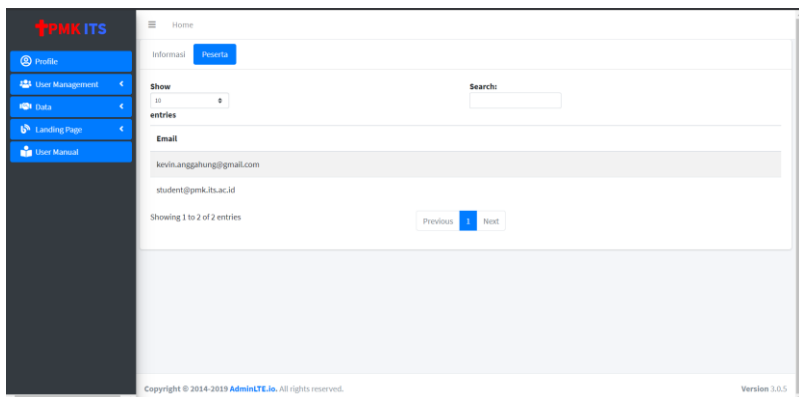 PMK ITS
Profile
User Management
Data
Landing Page
User Manual
Home
Informasi Peserta
Show
10
entries
Search:
Email
kevin.anggahung@gmail.com
student@pmk.its.ac.id
Showing 1 to 2 of 2 entries
Previous 1 Next
Copyright © 2014-2019 AdminLTE.io. All rights reserved.
Version 3.0.5